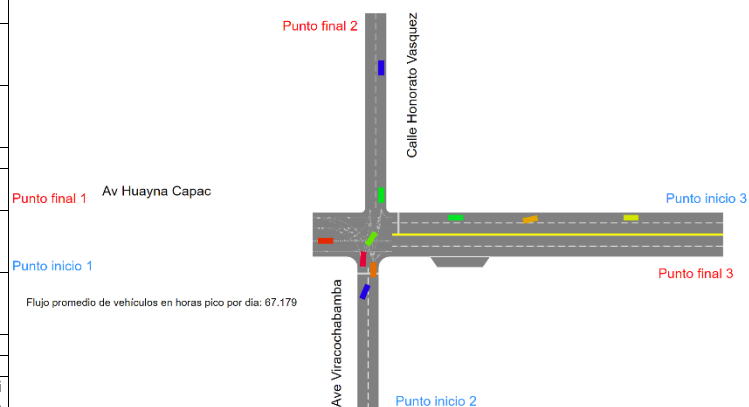 Punto final 2
Calle Honorato Vasquez
Av Huayna Capac
Punto final 1
Punto inicio 3
Punto inicio 1
Punto final 3
Flujo promedio de vehículos en horas pico por día: 67.179
Ave Viracochabamba
Punto inicio 2